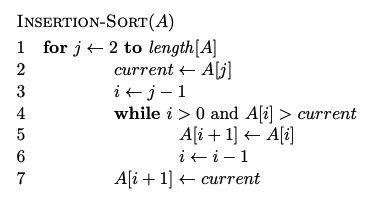 INSERTION-SORT(A)
1 for j ← 2 to length[A]
2 current ← A[j]
3 i ← j − 1
4 while i > 0 and A[i] > current
5 A[i + 1] ← A[i]
6 i ← i − 1
7 A[i + 1] ← current